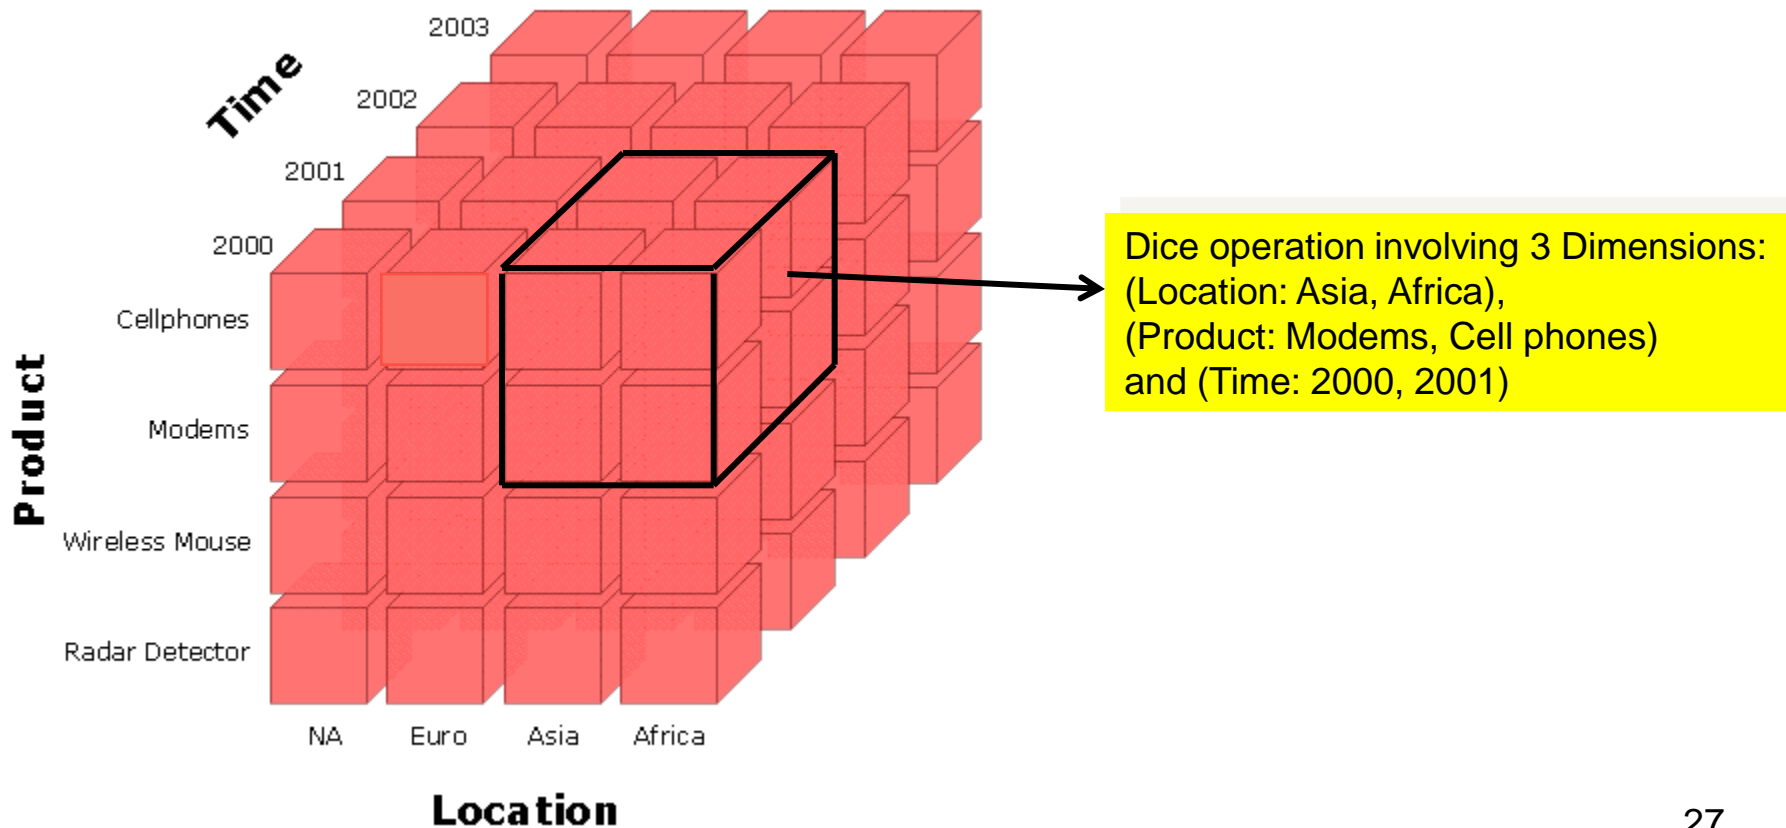 Time
2003
2002
2001
2000
Product
Cellphones
Modems
Wireless Mouse
Radar Detector
NA Euro Asia Africa
Location
Dice operation involving 3 Dimensions:
(Location: Asia, Africa),
(Product: Modems, Cell phones)
and (Time: 2000, 2001)
27